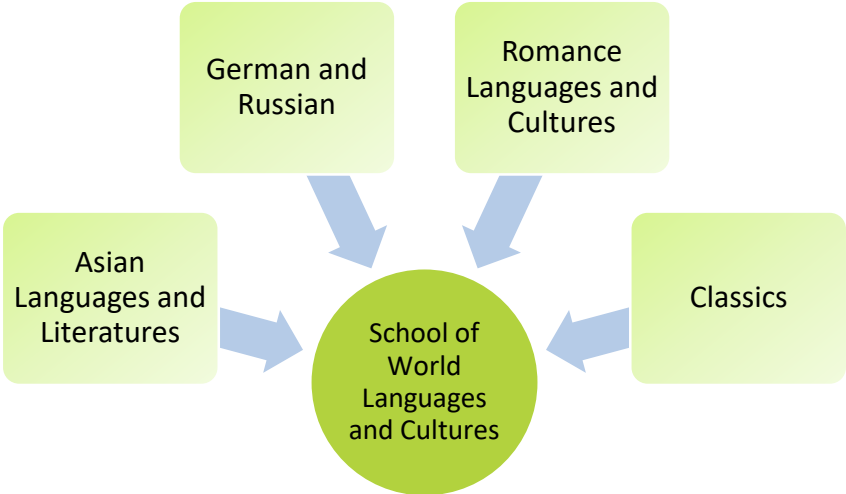 German and
Russian
Romance
Languages and
Cultures
Asian
Languages and
Literatures
Classics
School of
World
Languages
and Cultures